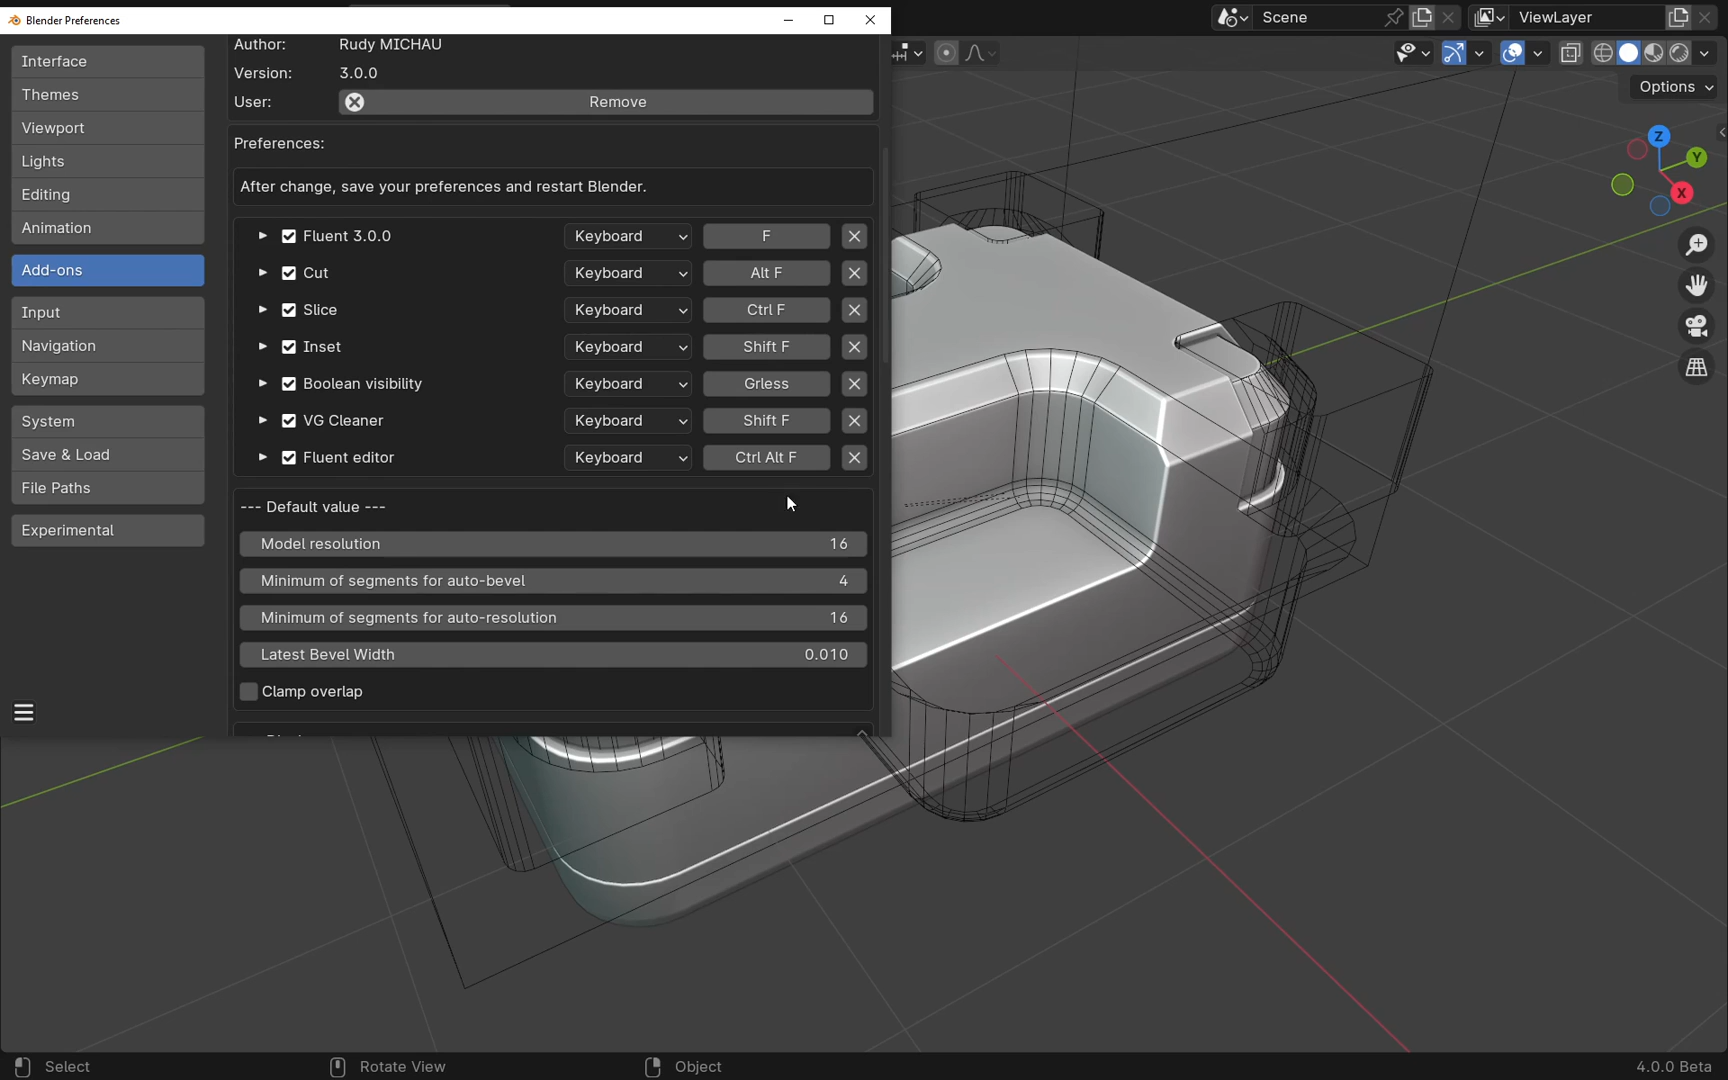 Blender Preferences
Scene
ViewLayer
Interface
Themes
Viewport
Lights
Editing
Animation
Add-ons
Input
Navigation
Keymap
System
Save & Load
File Paths
Experimental
Author: Rudy MICHAU
Version: 3.0.0
User: Remove
Preferences:
After change, save your preferences and restart Blender.
Fluent 3.0.0 Keyboard F
Cut Keyboard Alt F
Slice Keyboard Ctrl F
Inset Keyboard Shift F
Boolean visibility Keyboard Grless
VG Cleaner Keyboard Shift F
Fluent editor Keyboard Ctrl Alt F
--- Default value ---
Model resolution 16
Minimum of segments for auto-bevel 4
Minimum of segments for auto-resolution 16
Latest Bevel Width 0.010
Clamp overlap
Options
Z
Y
X
Select Rotate View Object 4.0.0 Beta